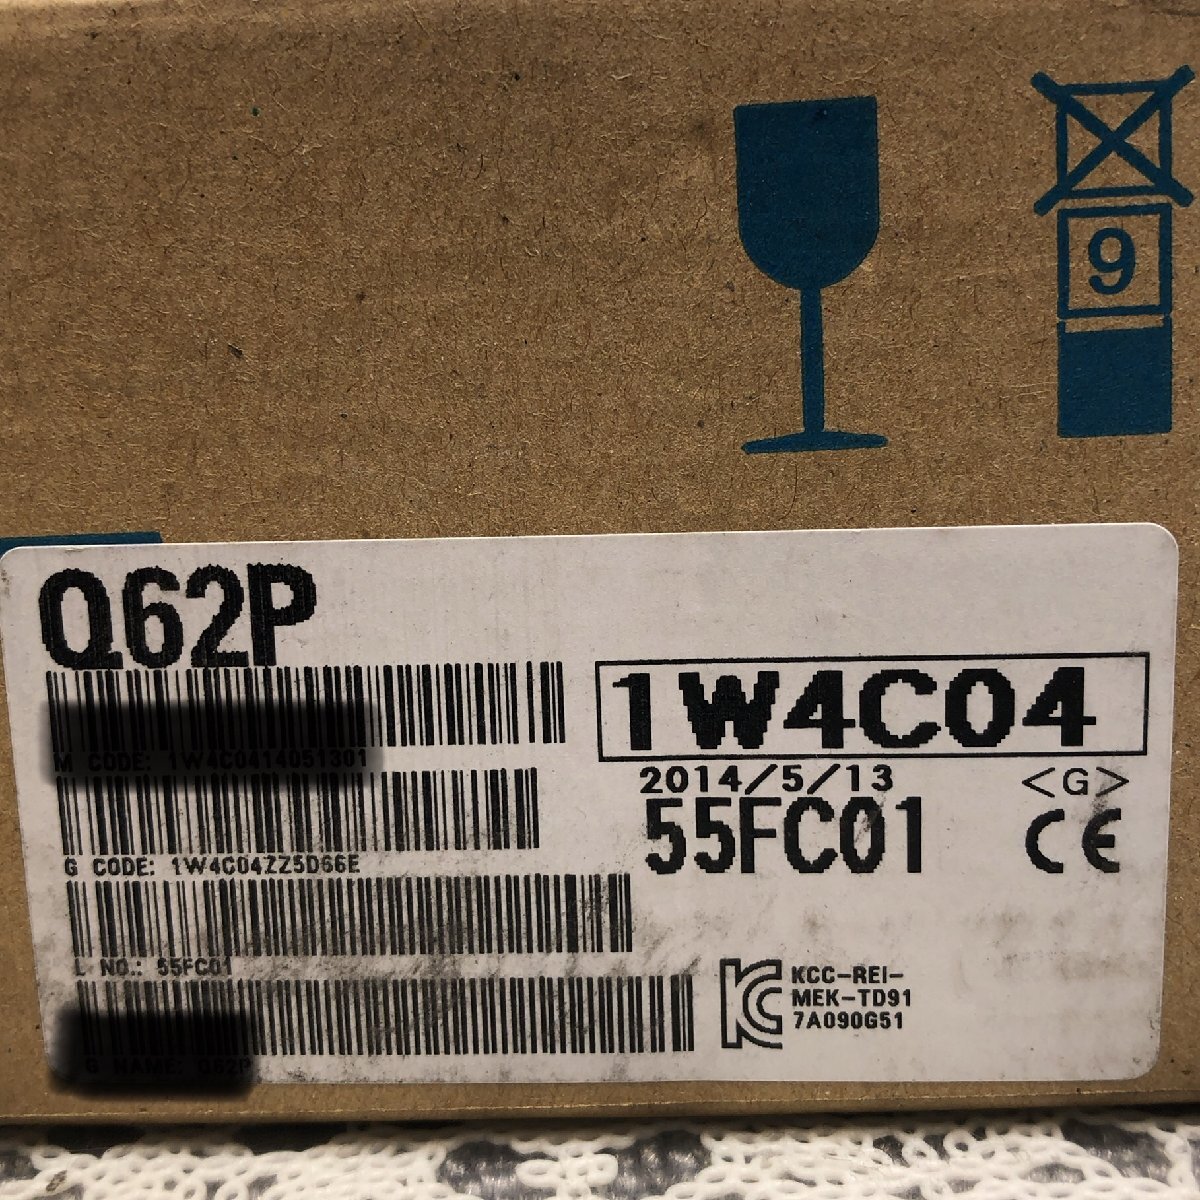 9
Q62P
1W4C04
M CODE: 1W4C0414051301
2014/5/13 <G>
55FC01 CE
G CODE: 1W4C04ZZ5D66E
L NO.: 55FC01
KCC-REI-
MEK-TD91
7A090G51
G NAME: Q62P